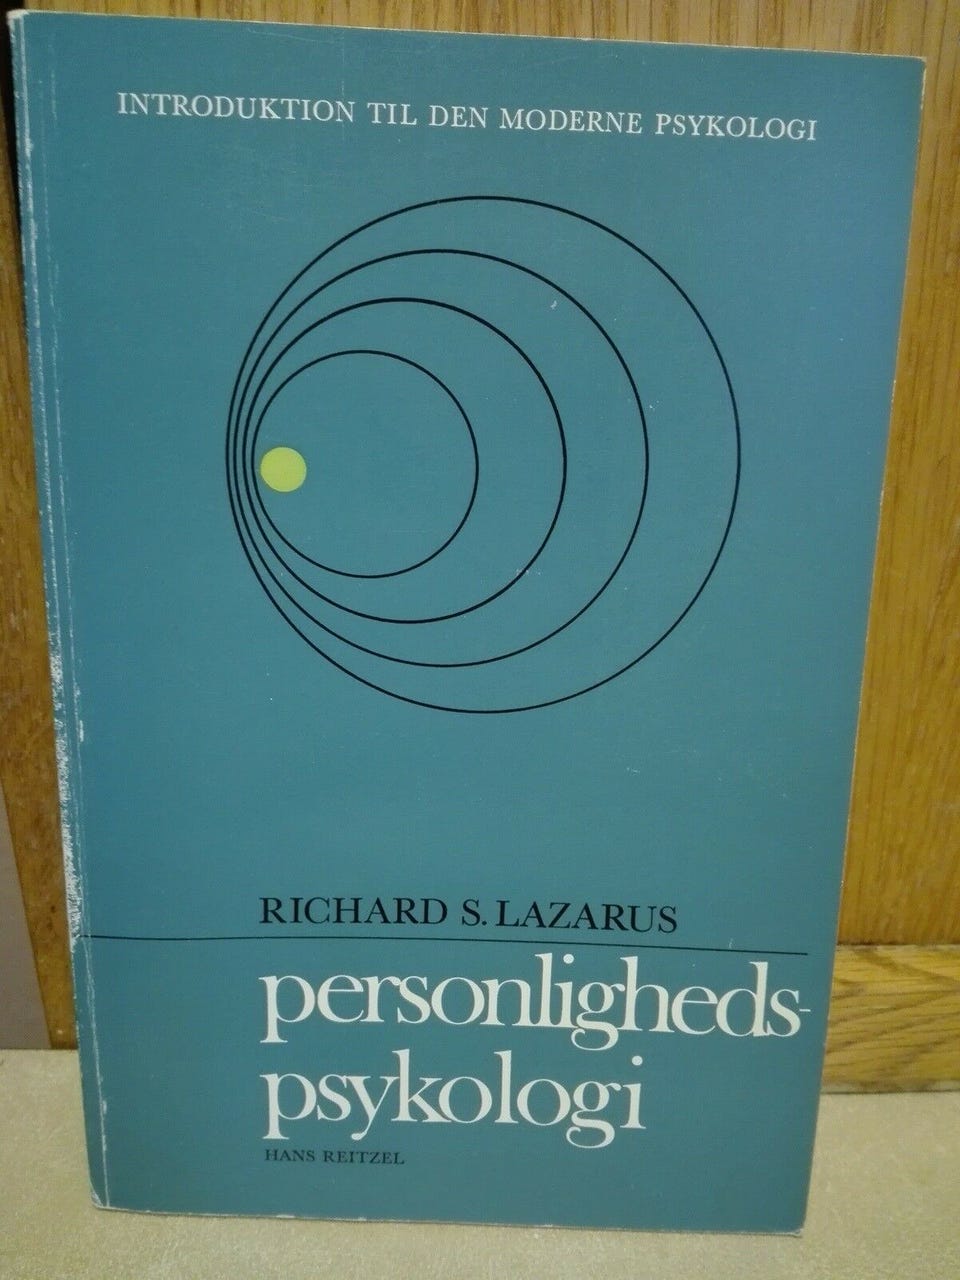 INTRODUKTION TIL DEN MODERNE PSYKOLOGI
RICHARD S. LAZARUS
personligheds-
psykologi
HANS REITZEL